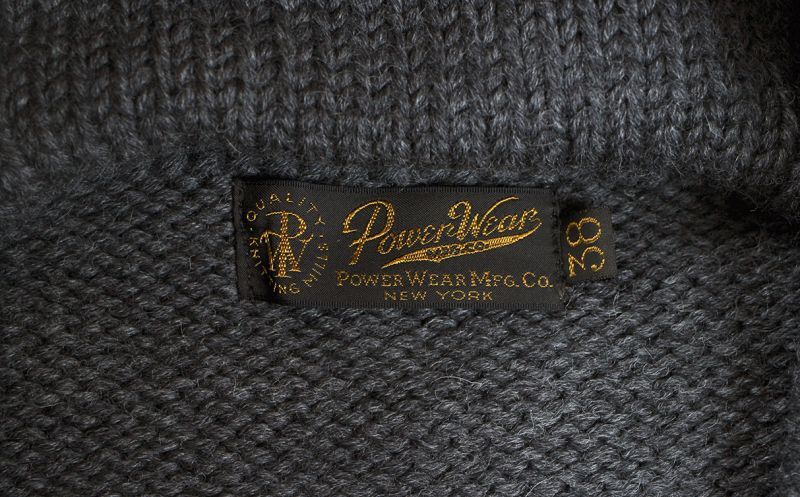 QUALITY
PW
KNITTING MILLS
PowerWear
MFG.CO.
POWER WEAR MFG. CO.
NEW YORK
38